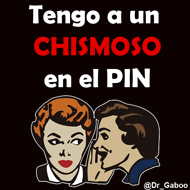 Tengo a un
CHISMOSO
en el PIN
@Dr_Gaboo